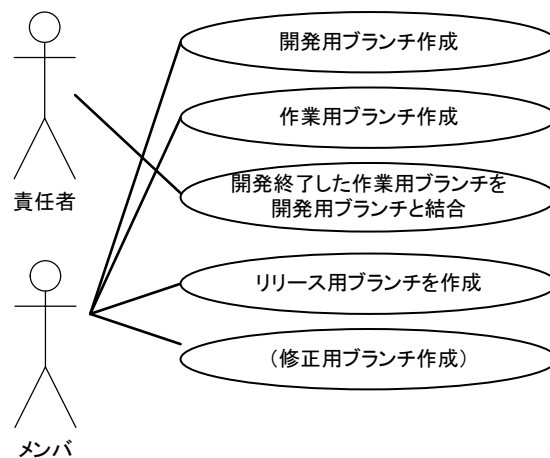 開発用ブランチ作成
作業用ブランチ作成
責任者
開発終了した作業用ブランチを
開発用ブランチと結合
リリース用ブランチを作成
(修正用ブランチ作成)
メンバ